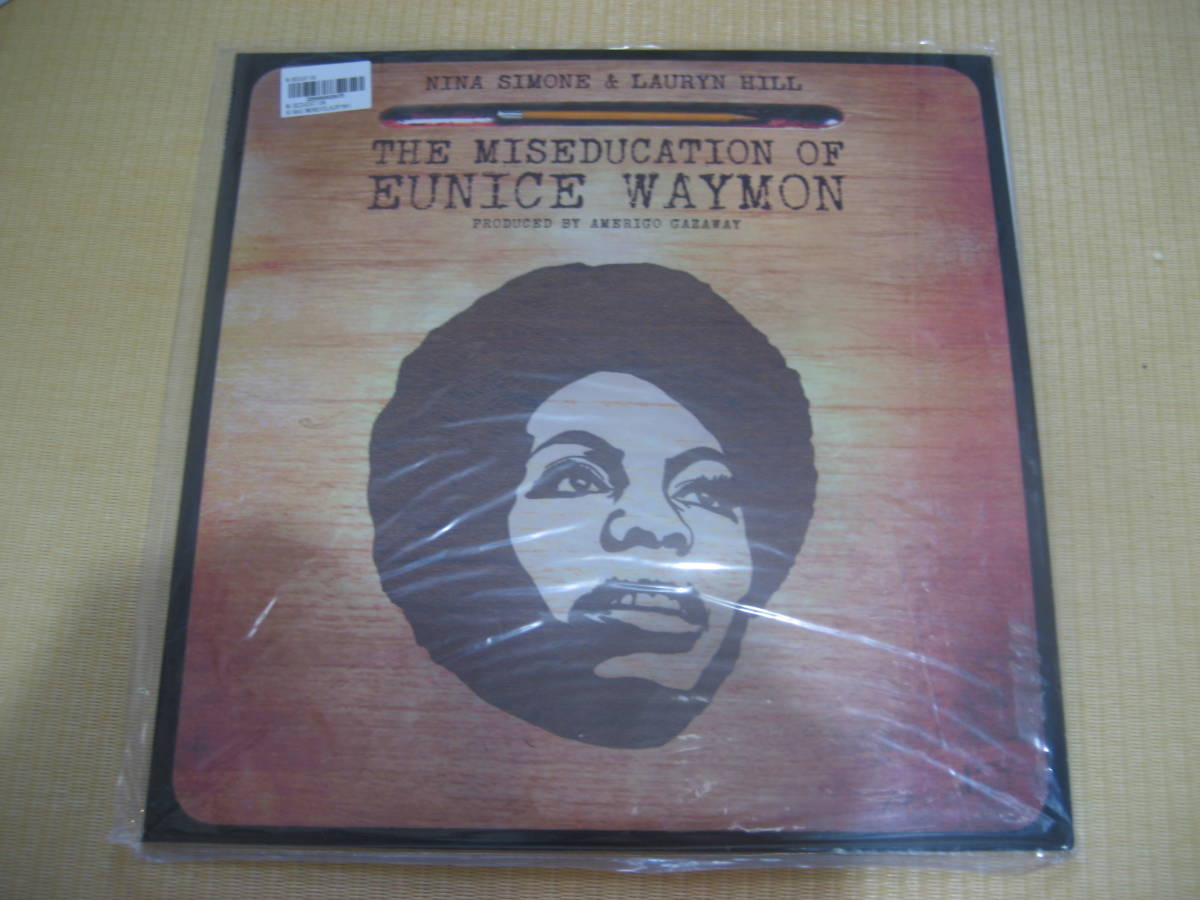 NINA SIMONE & LAURYN HILL
THE MISEDUCATION OF
EUNICE WAYMON
PRODUCED BY AMERIGO GAZAWAY